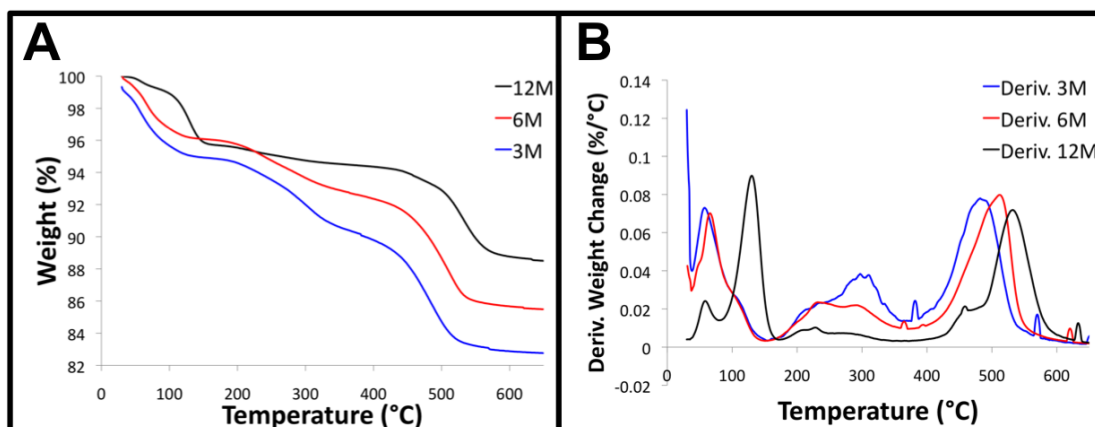 A
100
98
96
94
92
90
88
86
84
82
Weight (%)
12M
6M
3M
0 100 200 300 400 500 600
Temperature (°C)
B
0.14
0.12
0.1
0.08
0.06
0.04
0.02
0
-0.02
Deriv. Weight Change (%/°C)
Deriv. 3M
Deriv. 6M
Deriv. 12M
0 100 200 300 400 500 600
Temperature (°C)